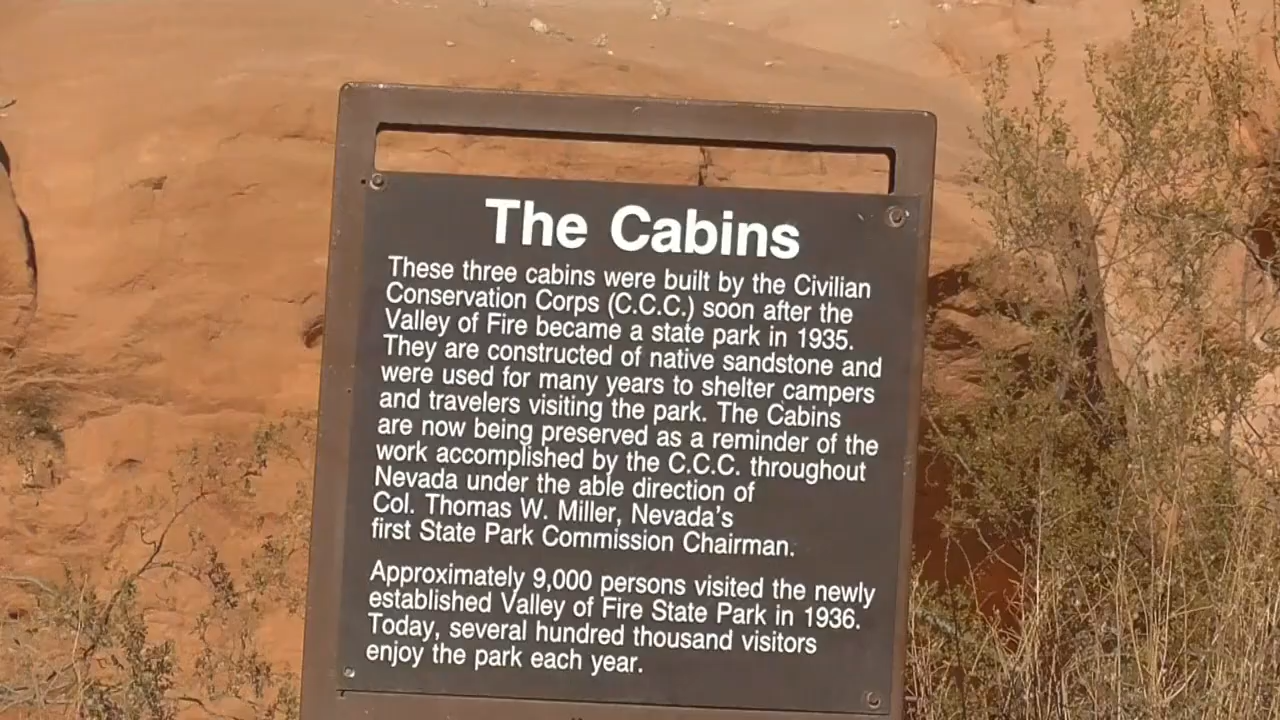 The Cabins
These three cabins were built by the Civilian
Conservation Corps (C.C.C.) soon after the
Valley of Fire became a state park in 1935.
They are constructed of native sandstone and
were used for many years to shelter campers
and travelers visiting the park. The Cabins
are now being preserved as a reminder of the
work accomplished by the C.C.C. throughout
Nevada under the able direction of
Col. Thomas W. Miller, Nevada's
first State Park Commission Chairman.
Approximately 9,000 persons visited the newly
established Valley of Fire State Park in 1936.
Today, several hundred thousand visitors
enjoy the park each year.